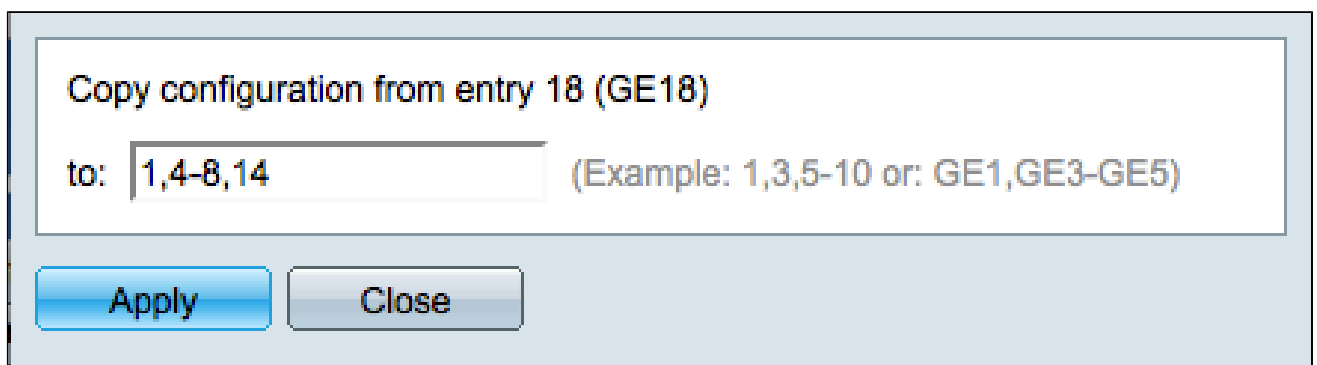 Copy configuration from entry 18 (GE18)
to: 1,4-8,14 (Example: 1,3,5-10 or: GE1,GE3-GE5)
Apply Close